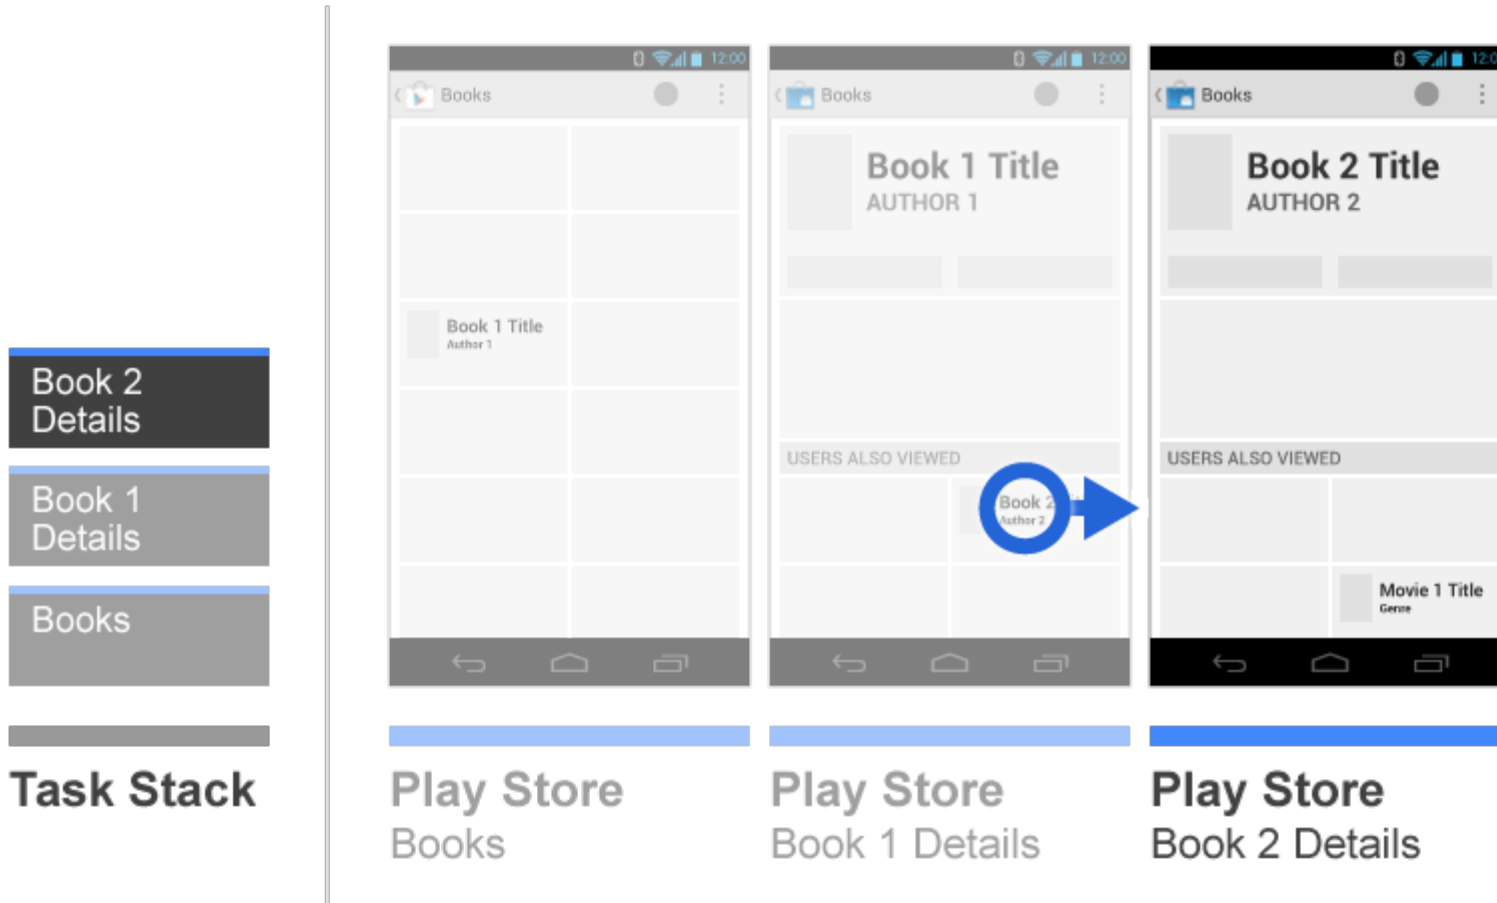 Book 2
Details
Book 1
Details
Books
Task Stack
12:00
Books
Book 1 Title
Author 1
Play Store
Books
12:00
Books
Book 1 Title
AUTHOR 1
USERS ALSO VIEWED
Book 2
Author 2
Play Store
Book 1 Details
12:0
Books
Book 2 Title
AUTHOR 2
USERS ALSO VIEWED
Movie 1 Title
Genre
Play Store
Book 2 Details